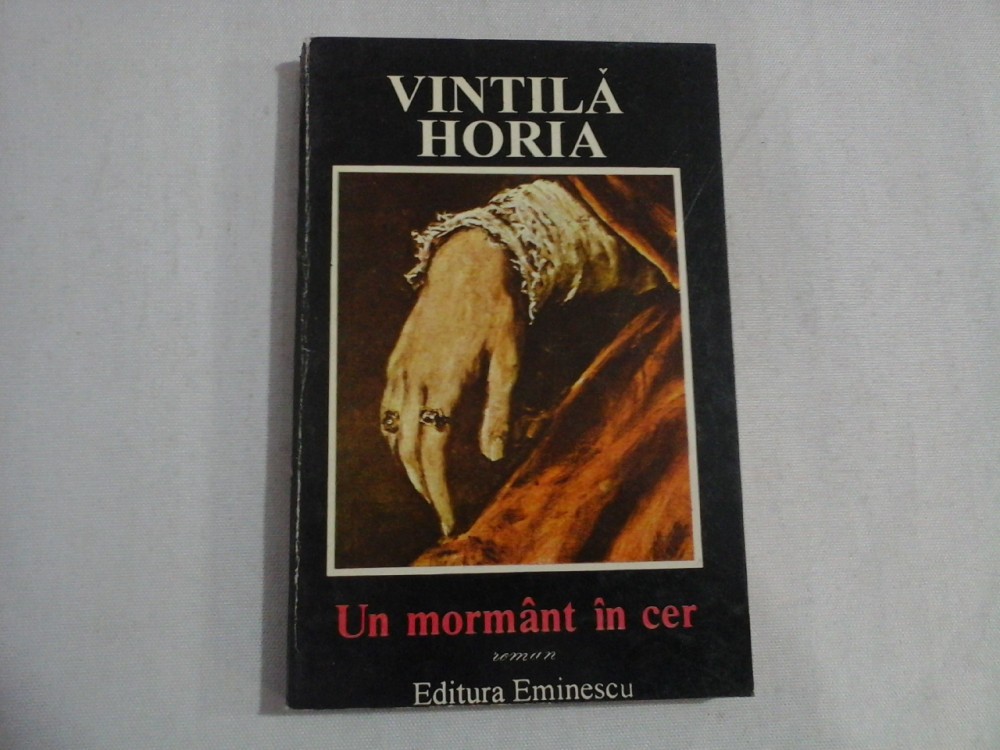 VINTILĂ
HORIA
Un mormânt în cer
roman
Editura Eminescu